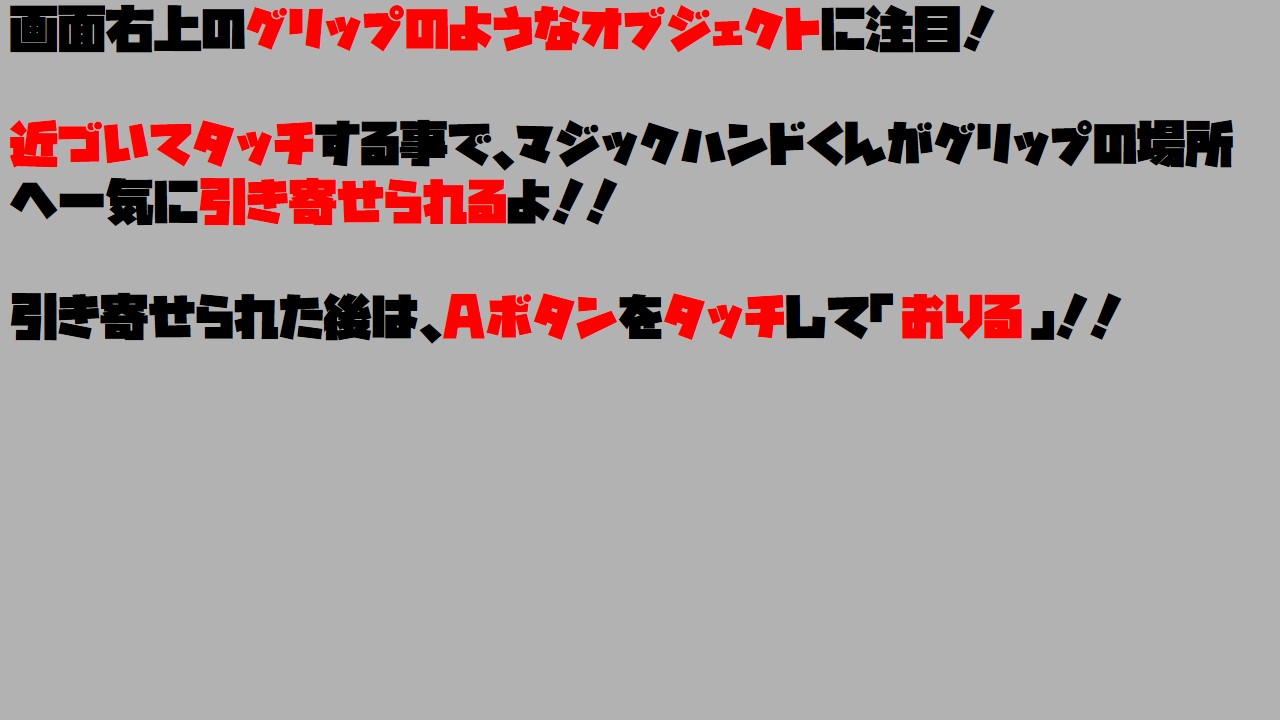 画面右上のグリップのようなオブジェクトに注目！
近づいてタッチする事で、マジックハンドくんがグリップの場所
へ一気に引き寄せられるよ！！
引き寄せられた後は、Aボタンをタッチして「おりる」！！